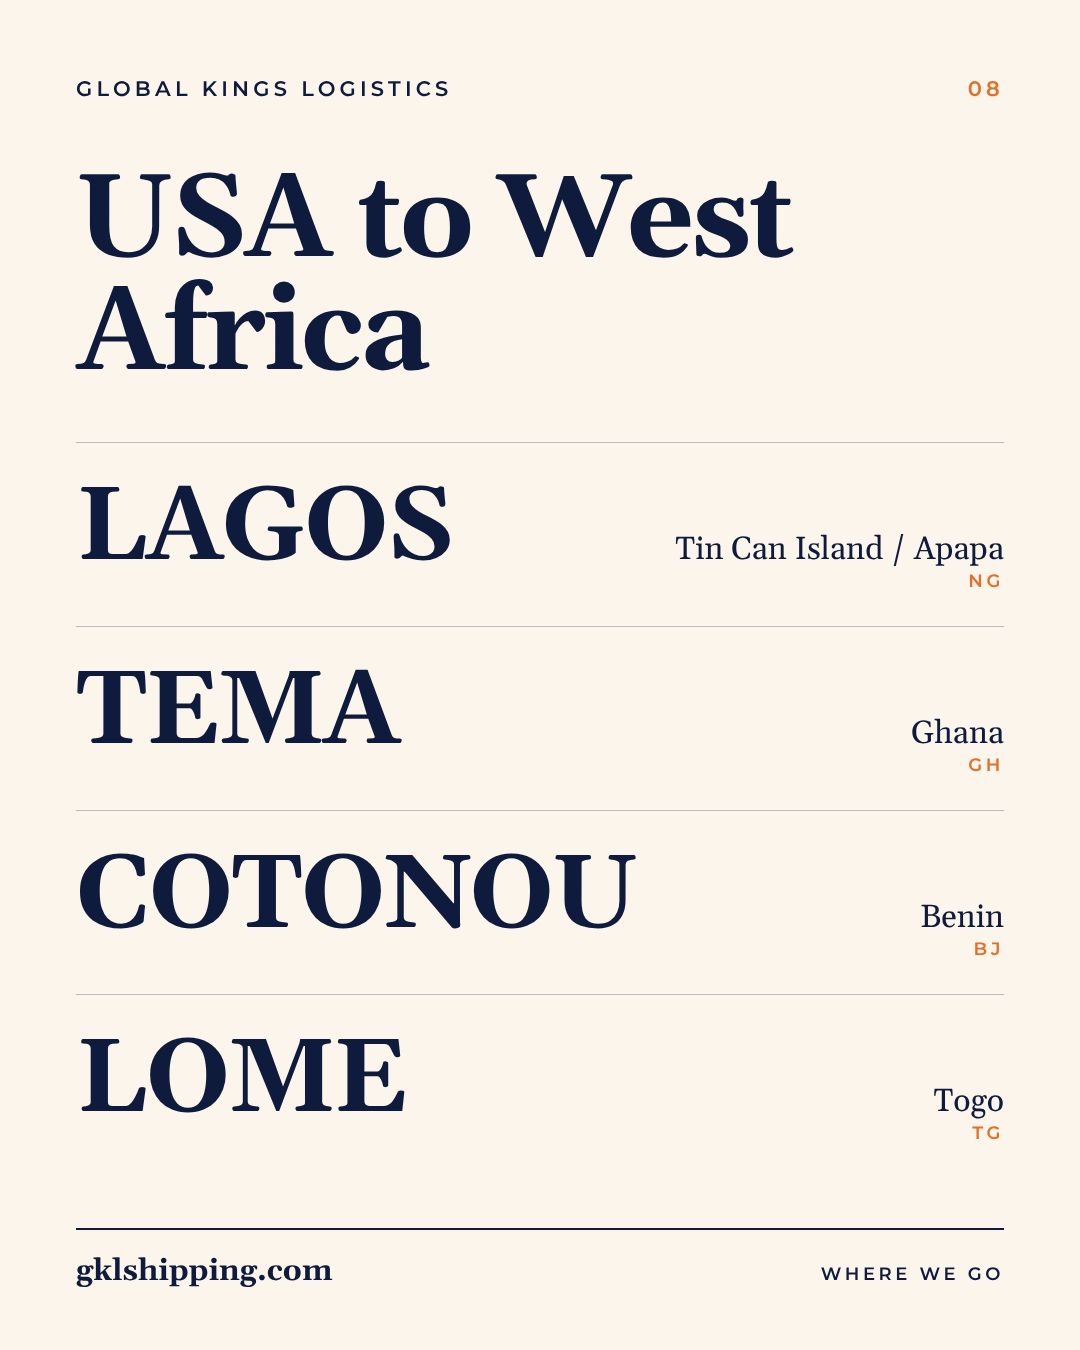 GLOBAL KINGS LOGISTICS
08
USA to West
Africa
LAGOS
Tin Can Island / Apapa
NG
TEMA
Ghana
GH
COTONOU
Benin
BJ
LOME
Togo
TG
gklshipping.com
WHERE WE GO